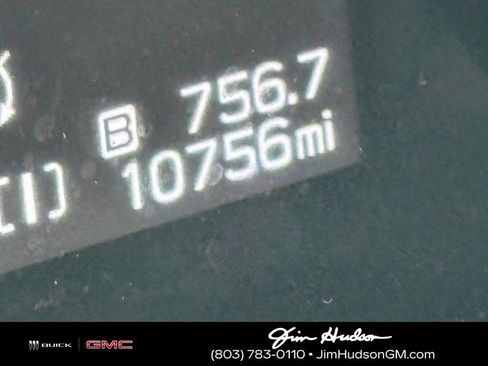 B 756.7
[I] 10756mi
BUICK GMC Jim Hudson
(803) 783-0110 • JimHudsonGM.com